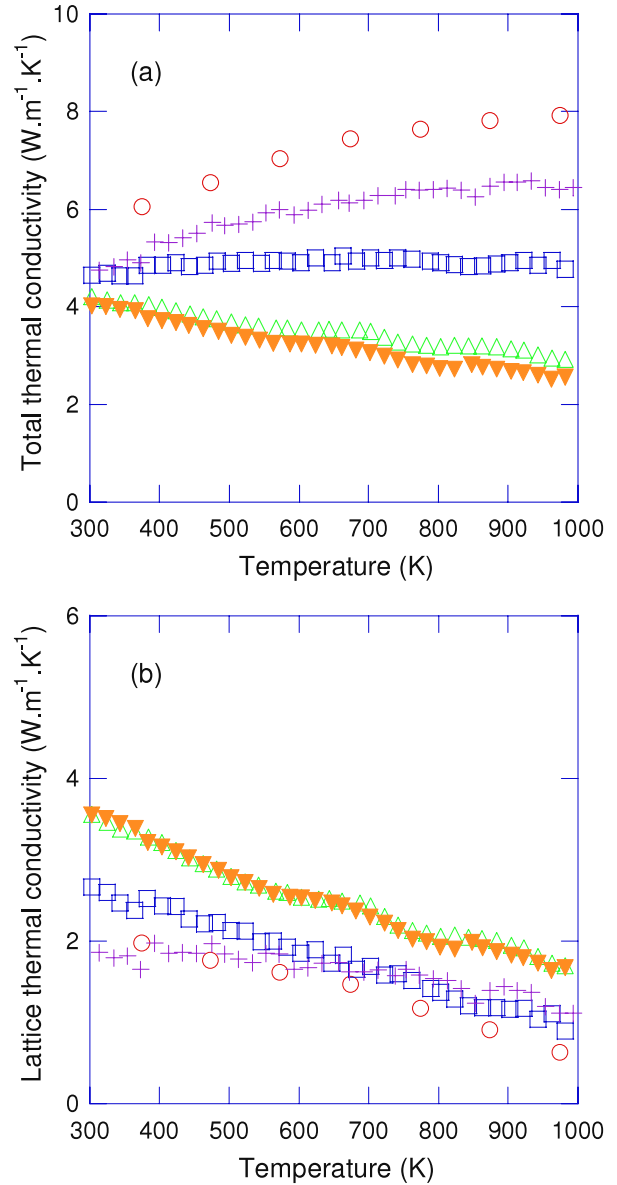 10
(a)
8
6
4
2
0
Total thermal conductivity (W.m⁻¹.K⁻¹)
300 400 500 600 700 800 900 1000
Temperature (K)
6
(b)
4
2
0
Lattice thermal conductivity (W.m⁻¹.K⁻¹)
300 400 500 600 700 800 900 1000
Temperature (K)